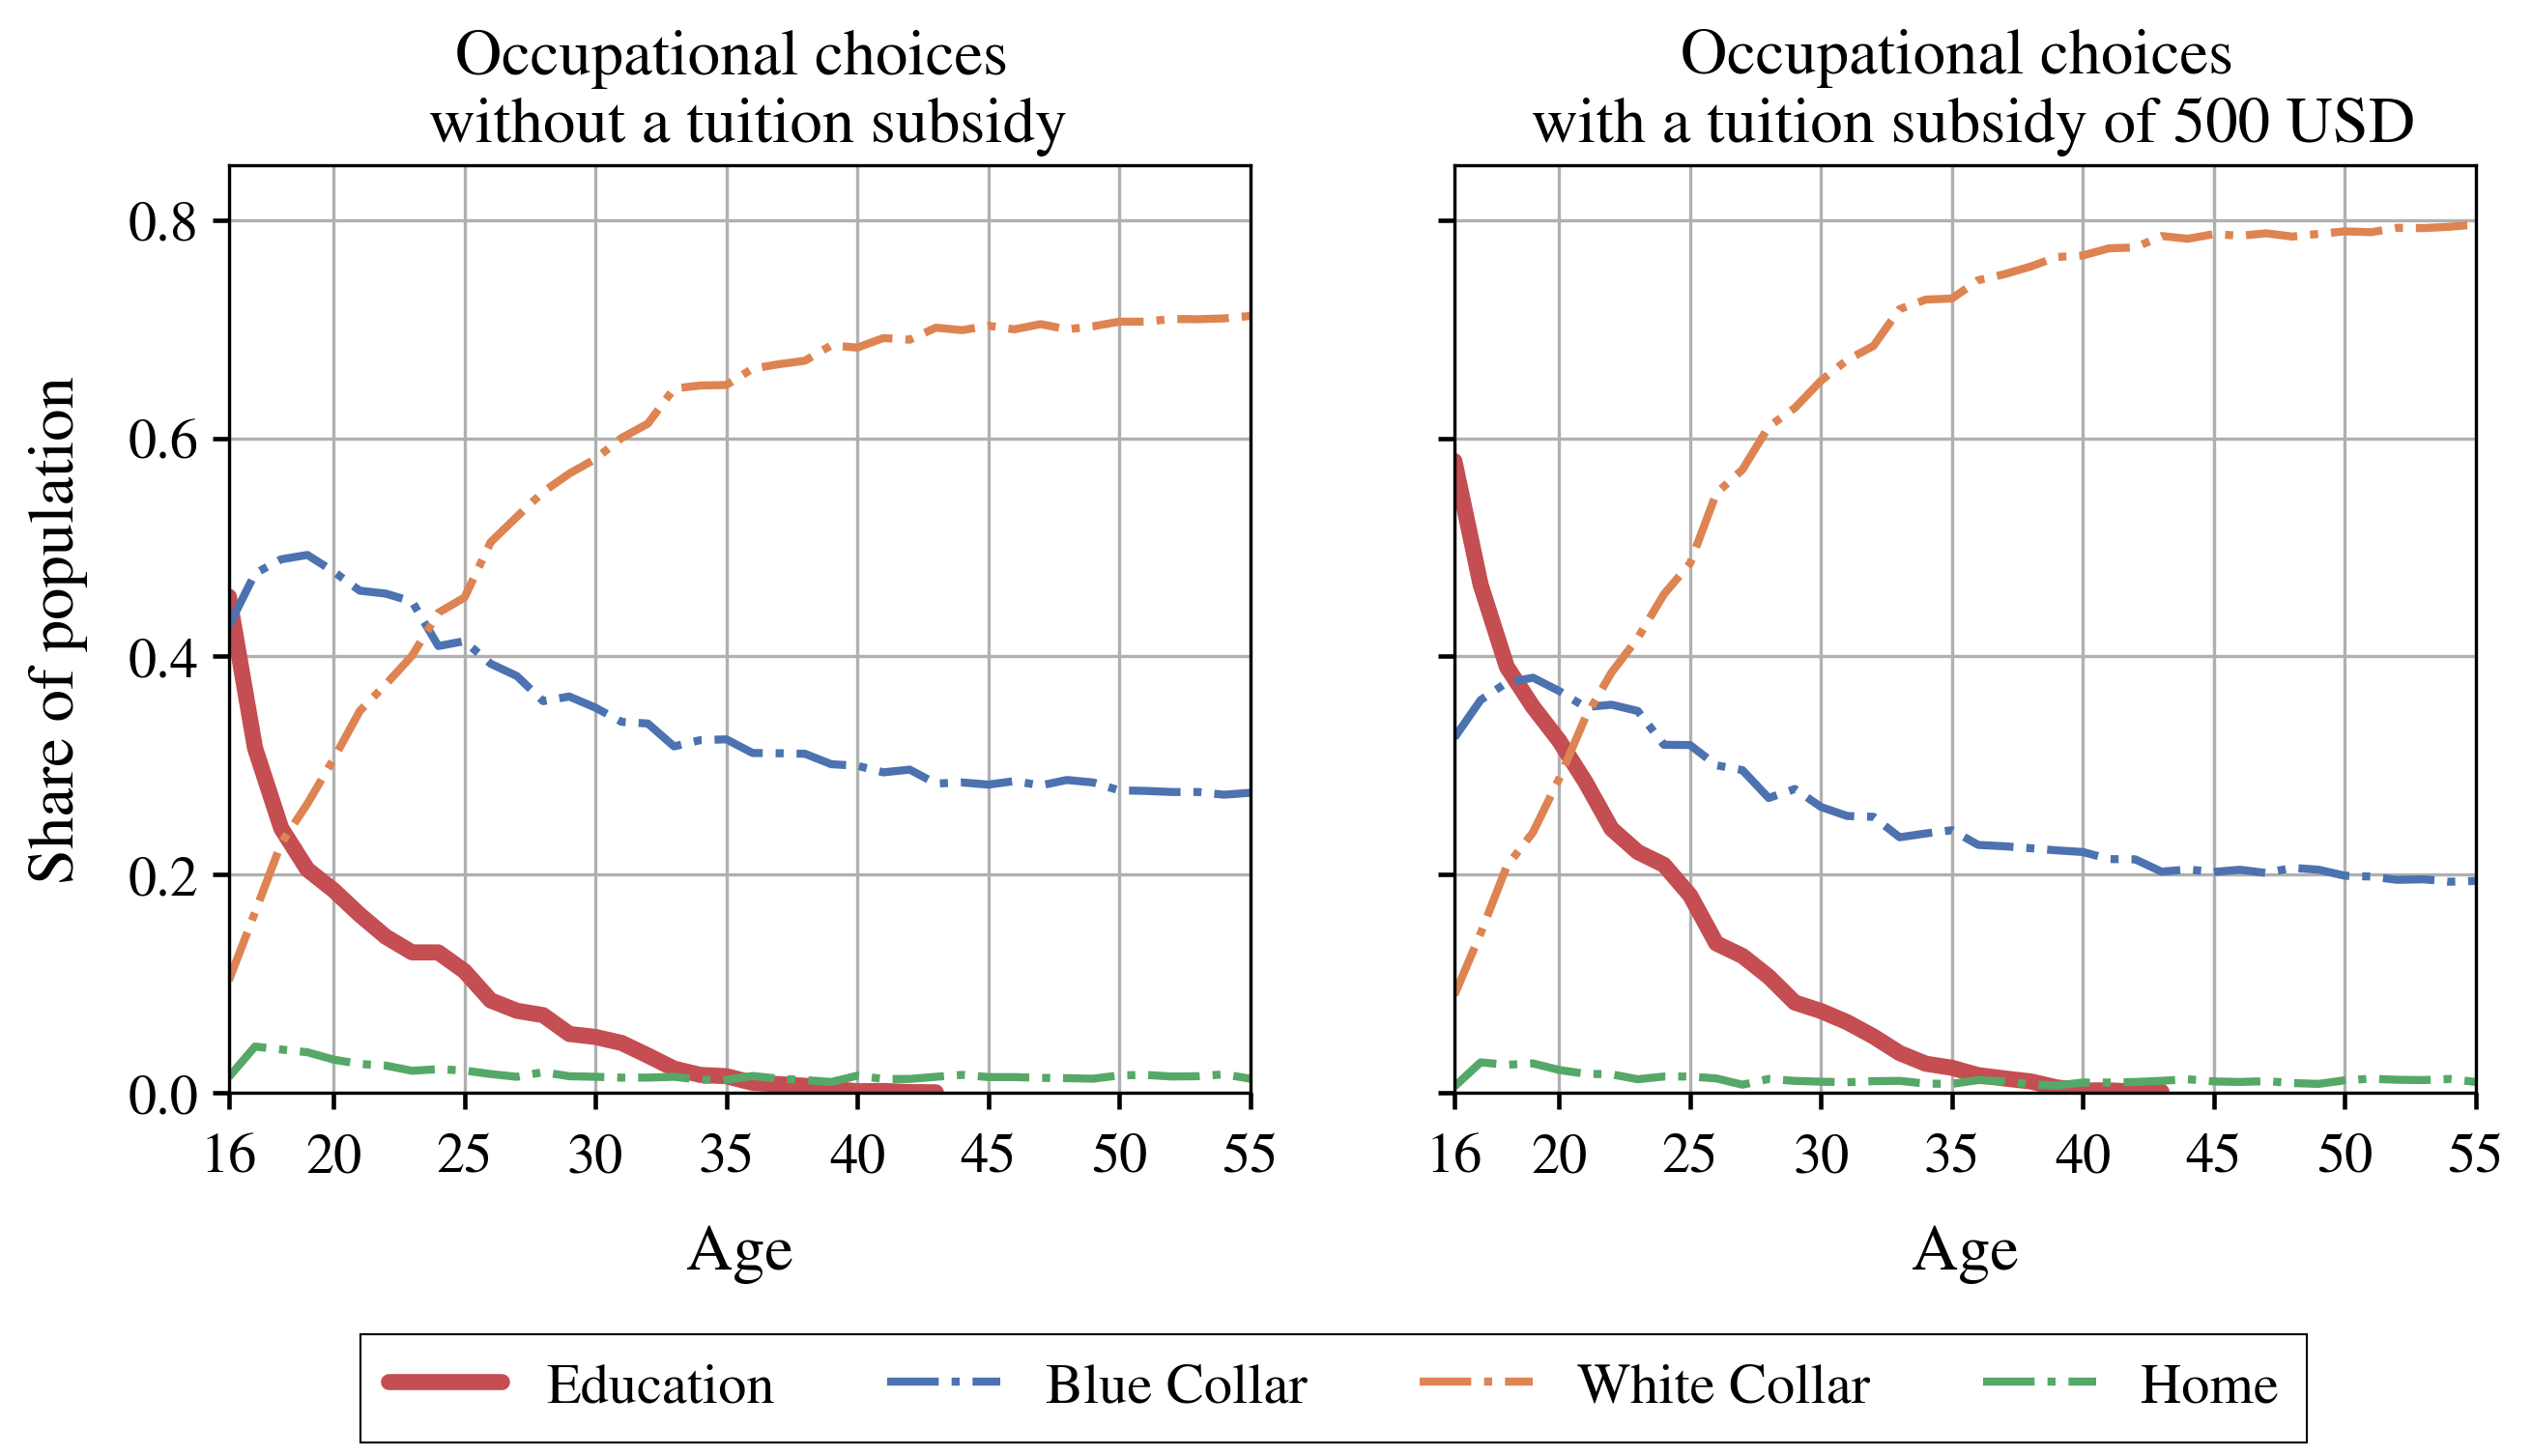 Occupational choices
without a tuition subsidy
Occupational choices
with a tuition subsidy of 500 USD
Share of population
0.8
0.6
0.4
0.2
0.0
16 20 25 30 35 40 45 50 55
16 20 25 30 35 40 45 50 55
Age
Age
Education Blue Collar White Collar Home